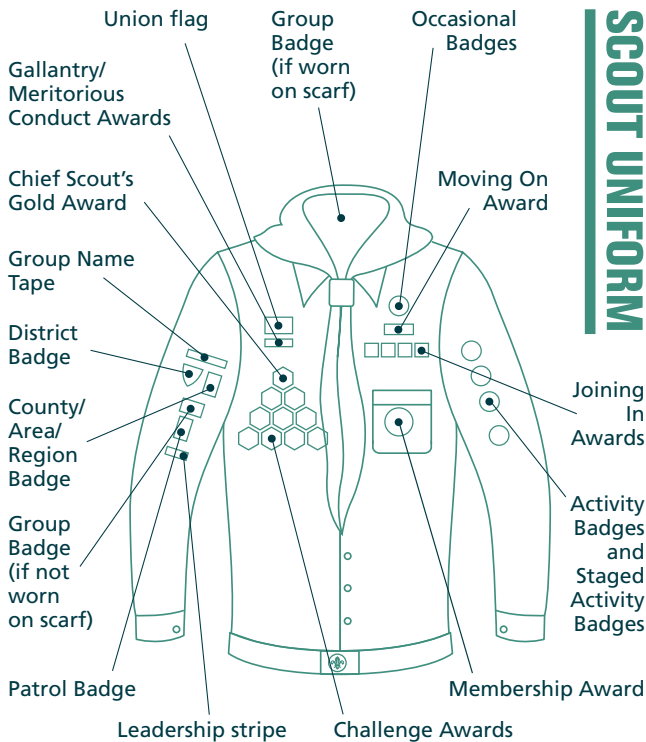 SCOUT UNIFORM
Union flag
Group
Badge
(if worn
on scarf)
Occasional
Badges
Gallantry/
Meritorious
Conduct Awards
Chief Scout's
Gold Award
Moving On
Award
Group Name
Tape
District
Badge
County/
Area/
Region
Badge
Joining
In
Awards
Group
Badge
(if not
worn
on scarf)
Activity
Badges
and
Staged
Activity
Badges
Patrol Badge
Membership Award
Leadership stripe
Challenge Awards